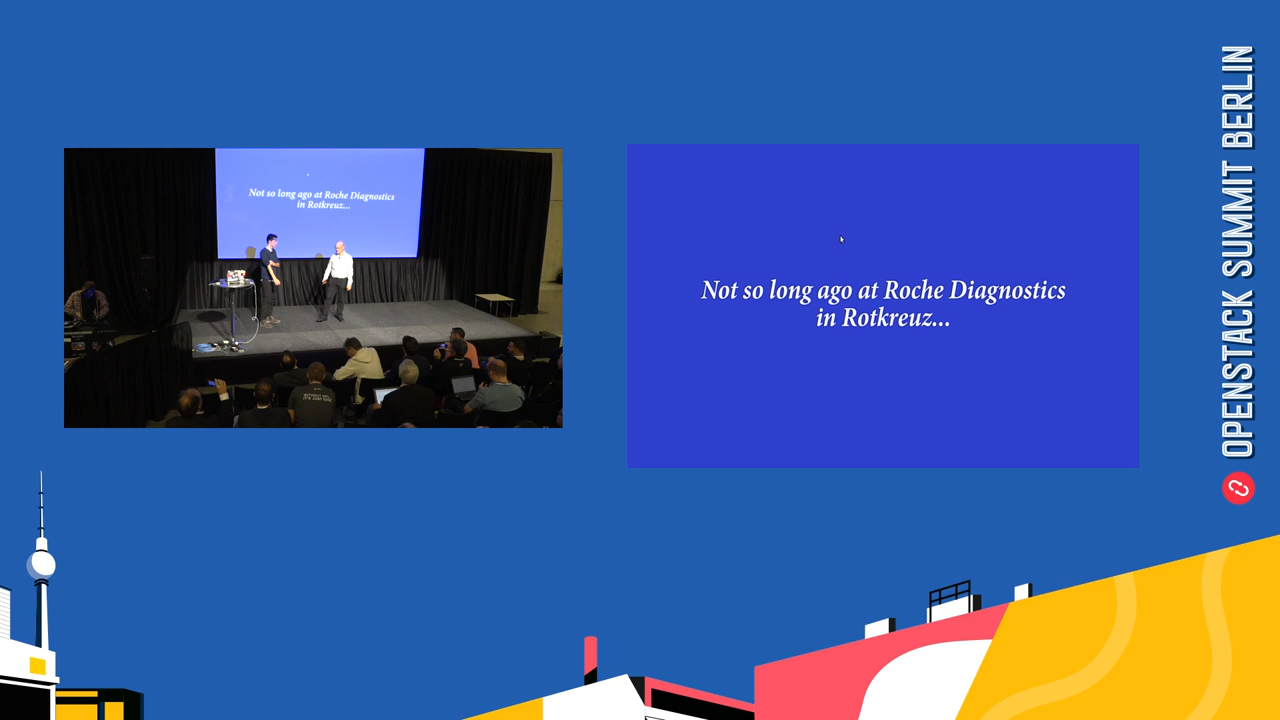 Not so long ago at Roche Diagnostics
in Rotkreuz...
Not so long ago at Roche Diagnostics
in Rotkreuz...
OPENSTACK SUMMIT BERLIN